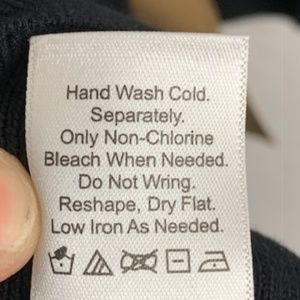 Hand Wash Cold.
Separately.
Only Non-Chlorine
Bleach When Needed.
Do Not Wring.
Reshape, Dry Flat.
Low Iron As Needed.